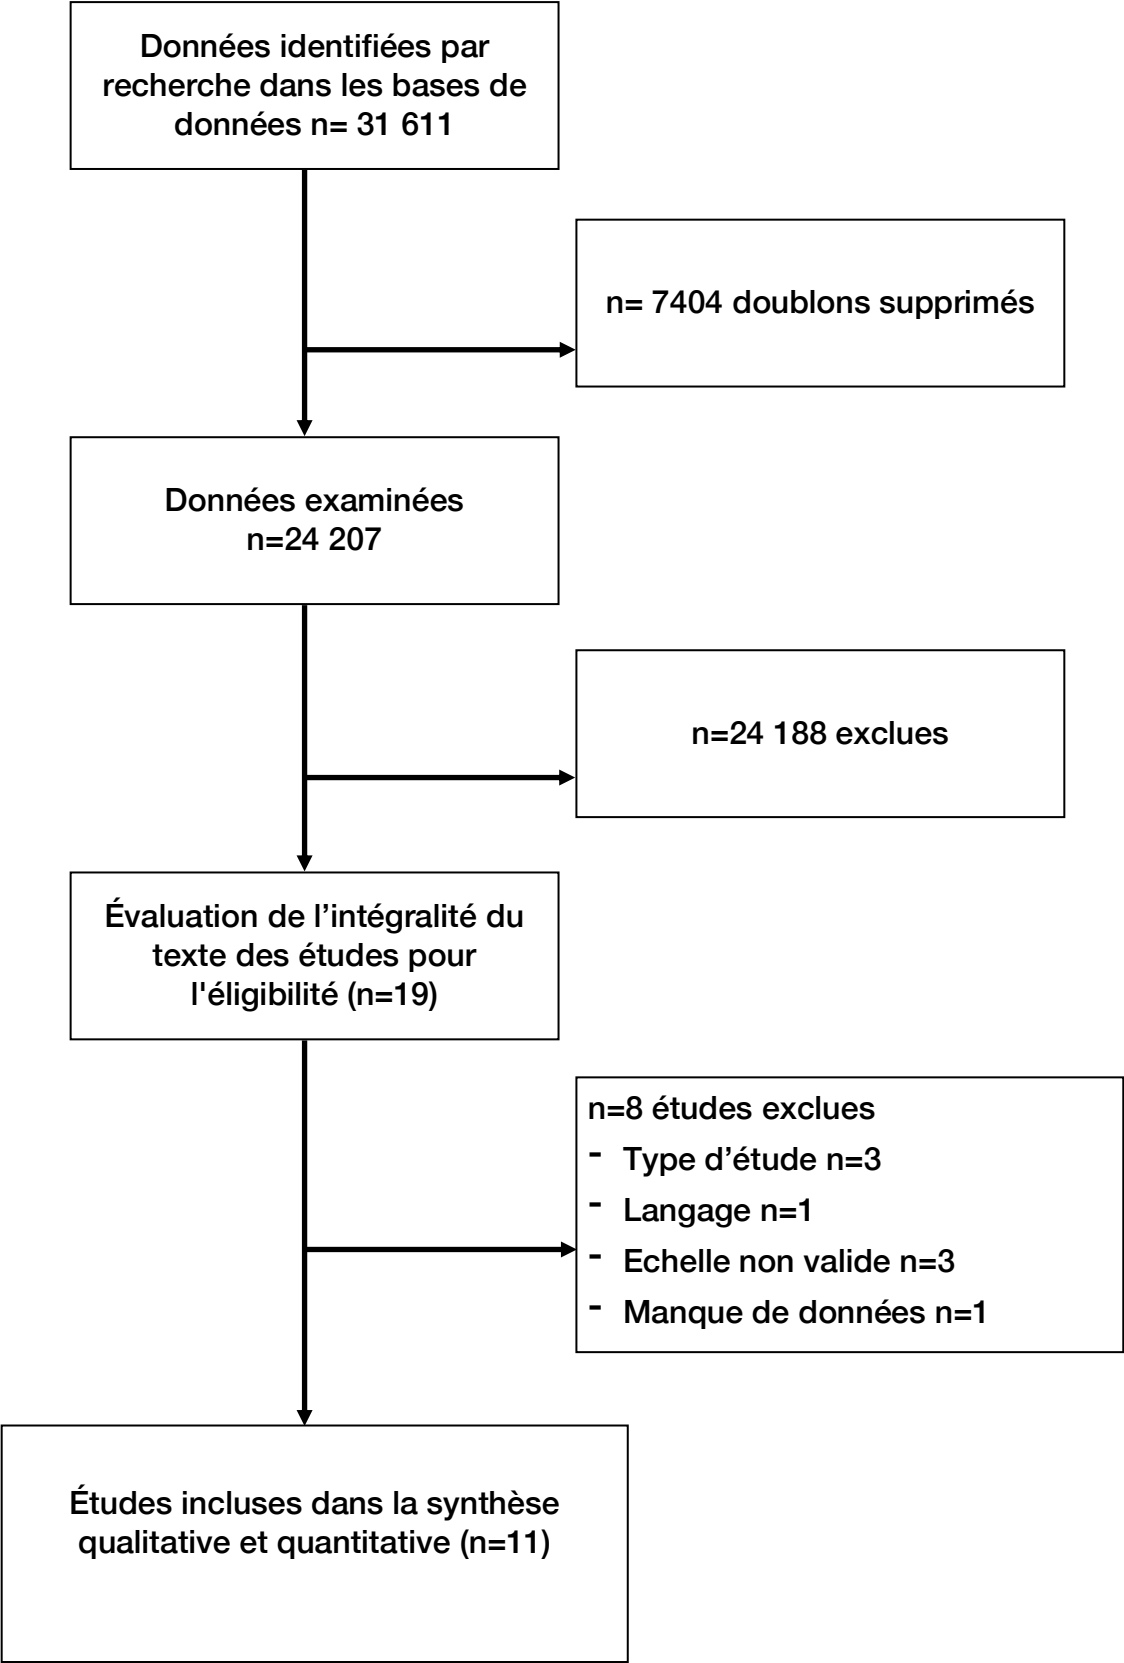 Données identifiées par
recherche dans les bases de
données n= 31 611
n= 7404 doublons supprimés
Données examinées
n=24 207
n=24 188 exclues
Évaluation de l’intégralité du
texte des études pour
l'éligibilité (n=19)
n=8 études exclues
- Type d’étude n=3
- Langage n=1
- Echelle non valide n=3
- Manque de données n=1
Études incluses dans la synthèse
qualitative et quantitative (n=11)